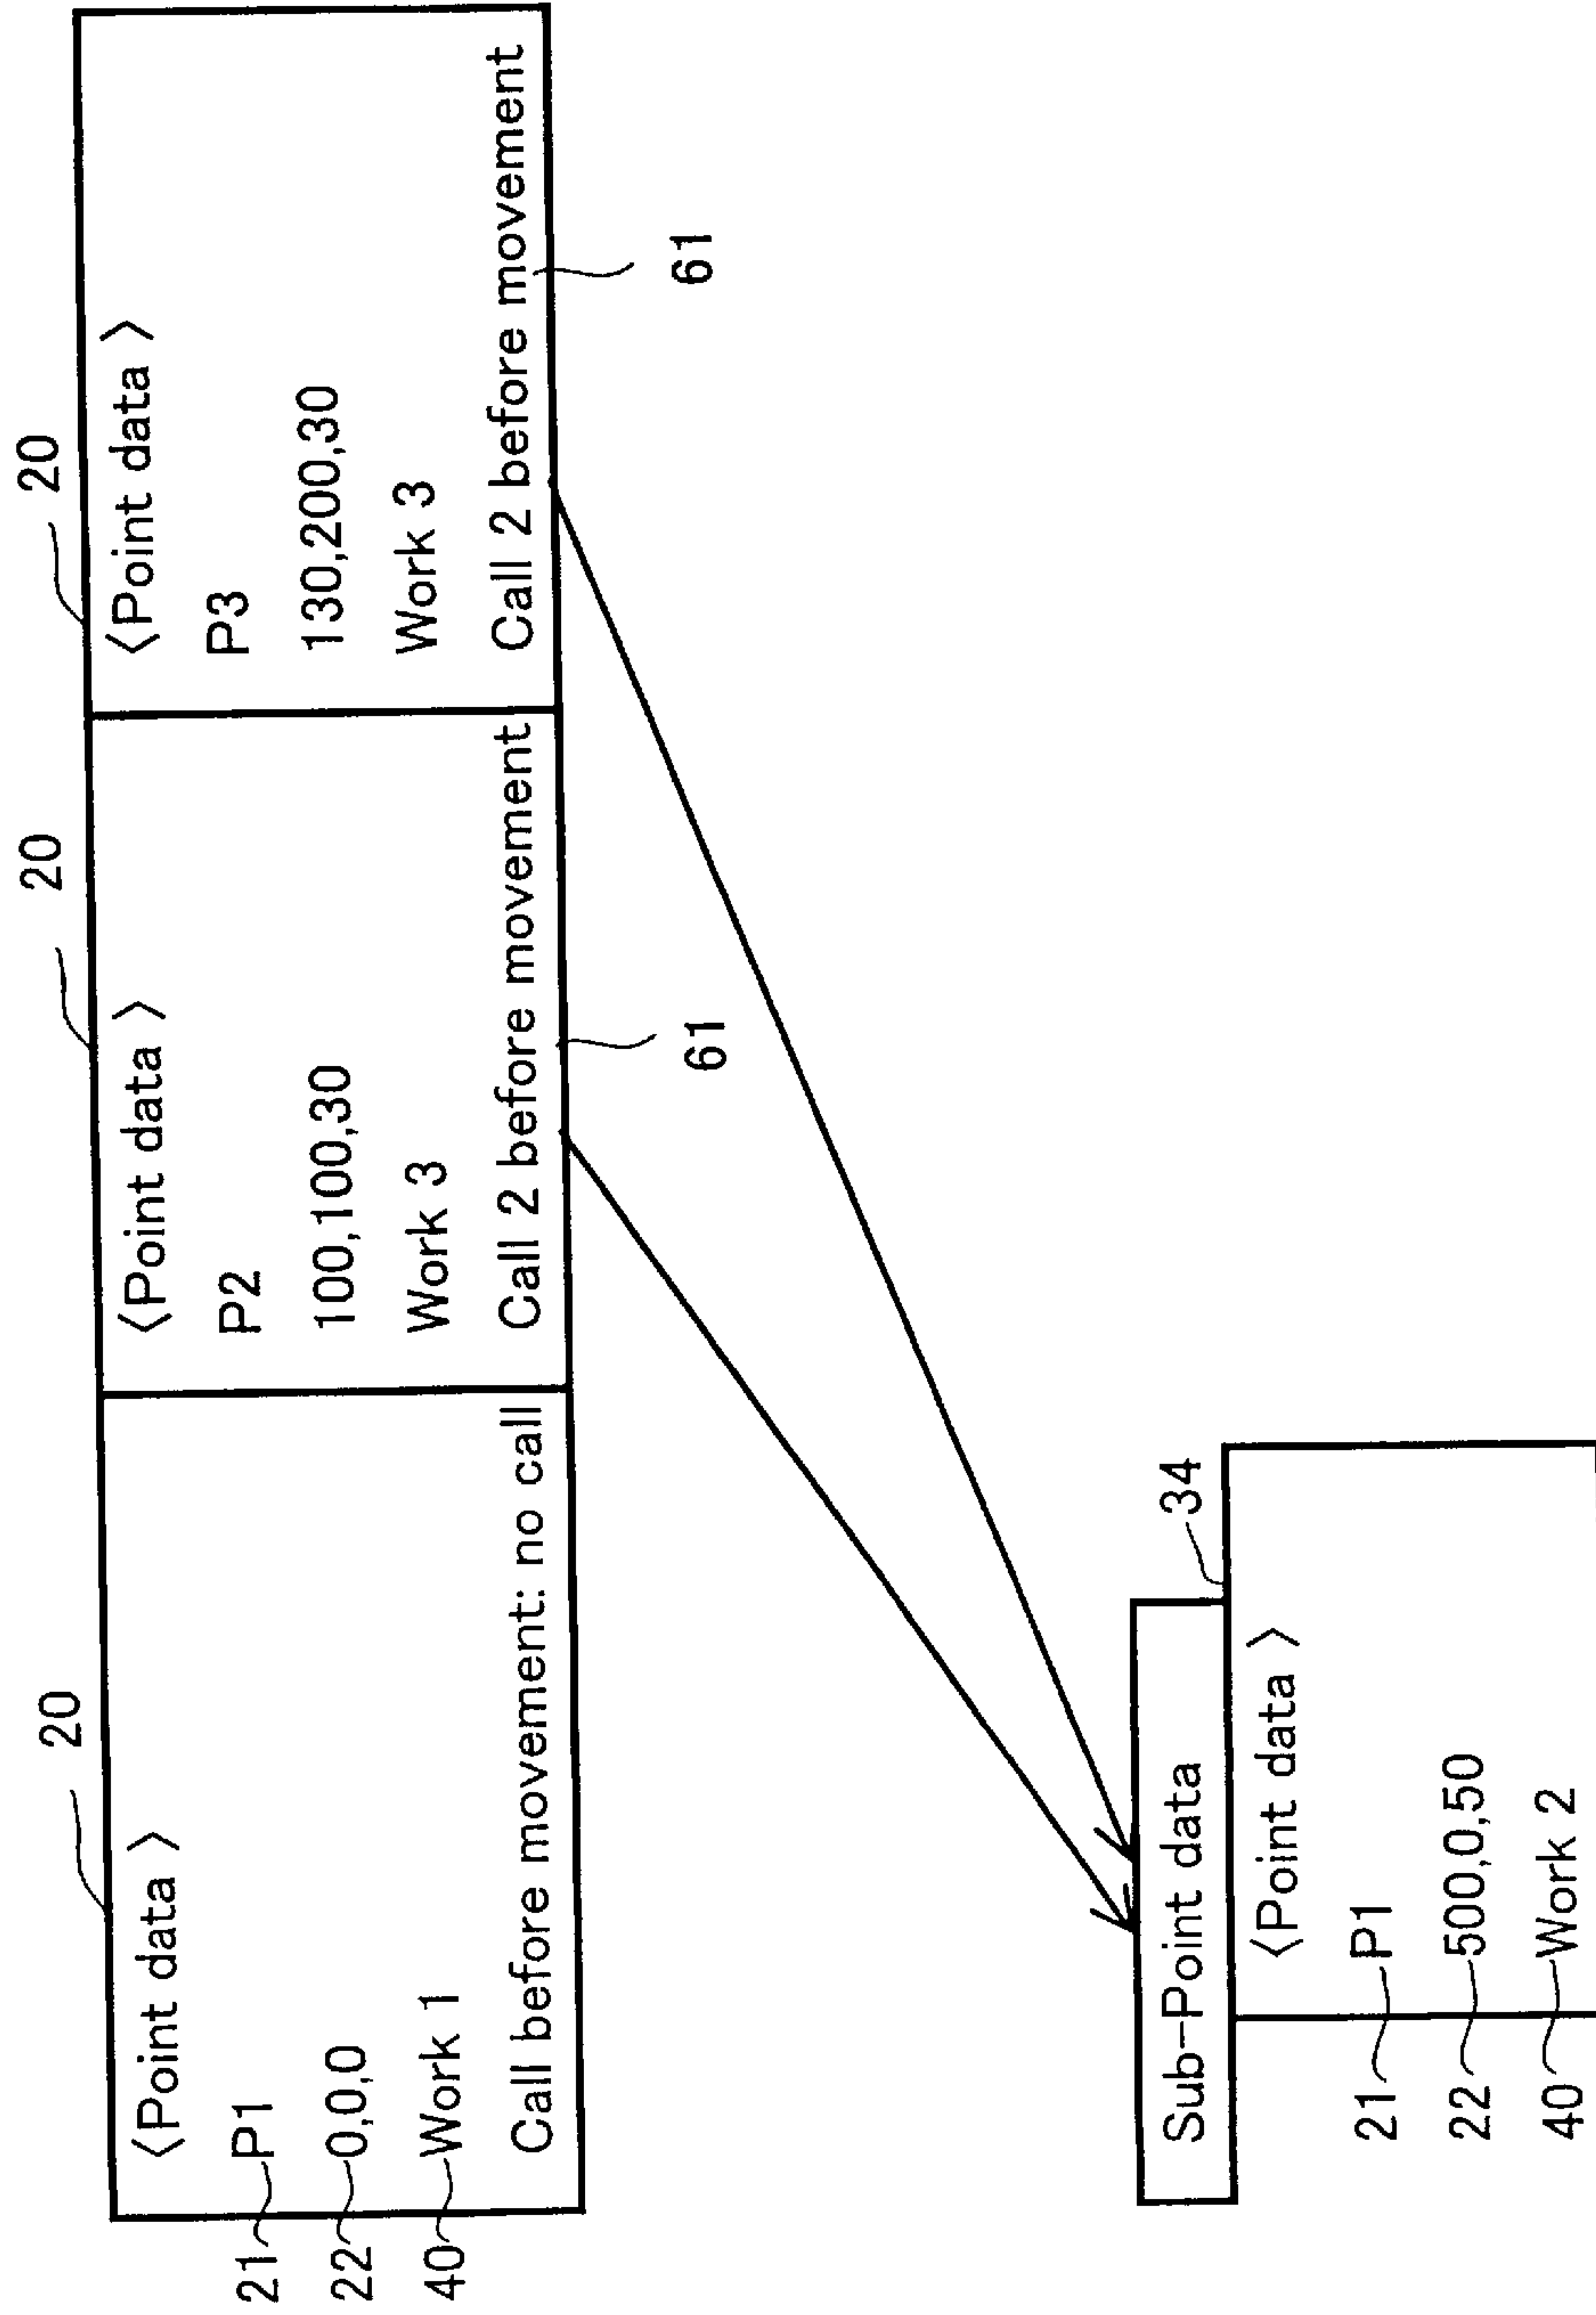 20
<Point data >
21 P1
22 0,0,0
40 Work 1
Call before movement: no call
20
<Point data >
P2
100,100,30
Work 3
Call 2 before movement
61
20
<Point data >
P3
130,200,30
Work 3
Call 2 before movement
61
Sub-Point data
34
<Point data >
21 P1
22 500,0,50
40 Work 2